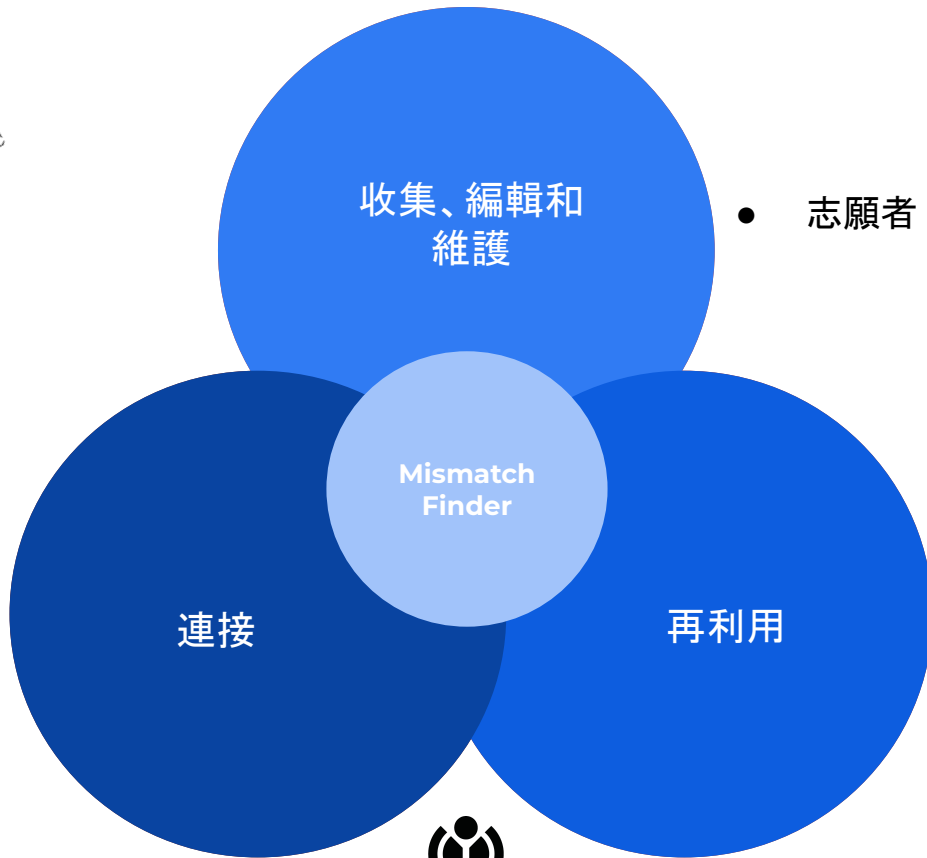 收集、編輯和
維護
● 志願者
Mismatch
Finder
連接
再利用